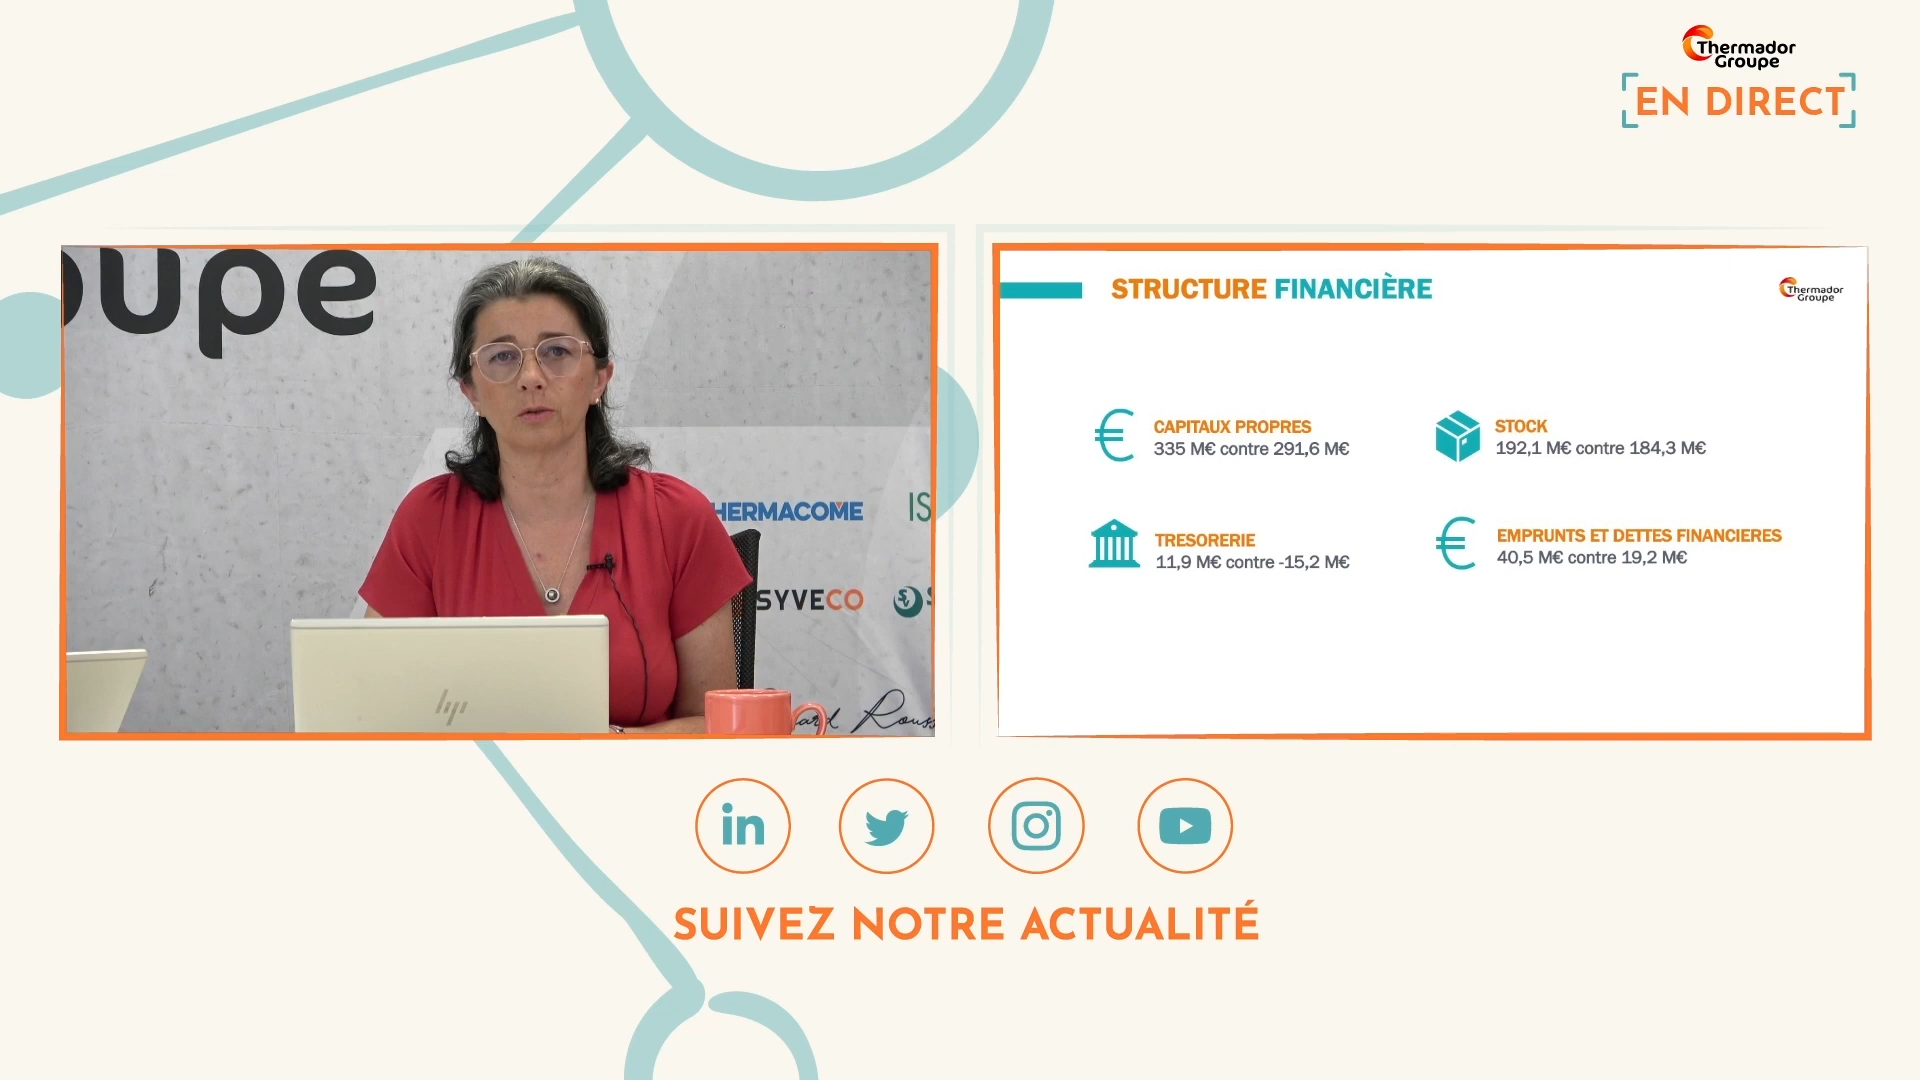 Thermador
Groupe
EN DIRECT
oupe
HERMACOME
IS
SYVECO
STRUCTURE FINANCIÈRE
Thermador
Groupe
CAPITAUX PROPRES
335 M€ contre 291,6 M€
STOCK
192,1 M€ contre 184,3 M€
TRESORERIE
11,9 M€ contre -15,2 M€
EMPRUNTS ET DETTES FINANCIERES
40,5 M€ contre 19,2 M€
hp
in
SUIVEZ NOTRE ACTUALITÉ